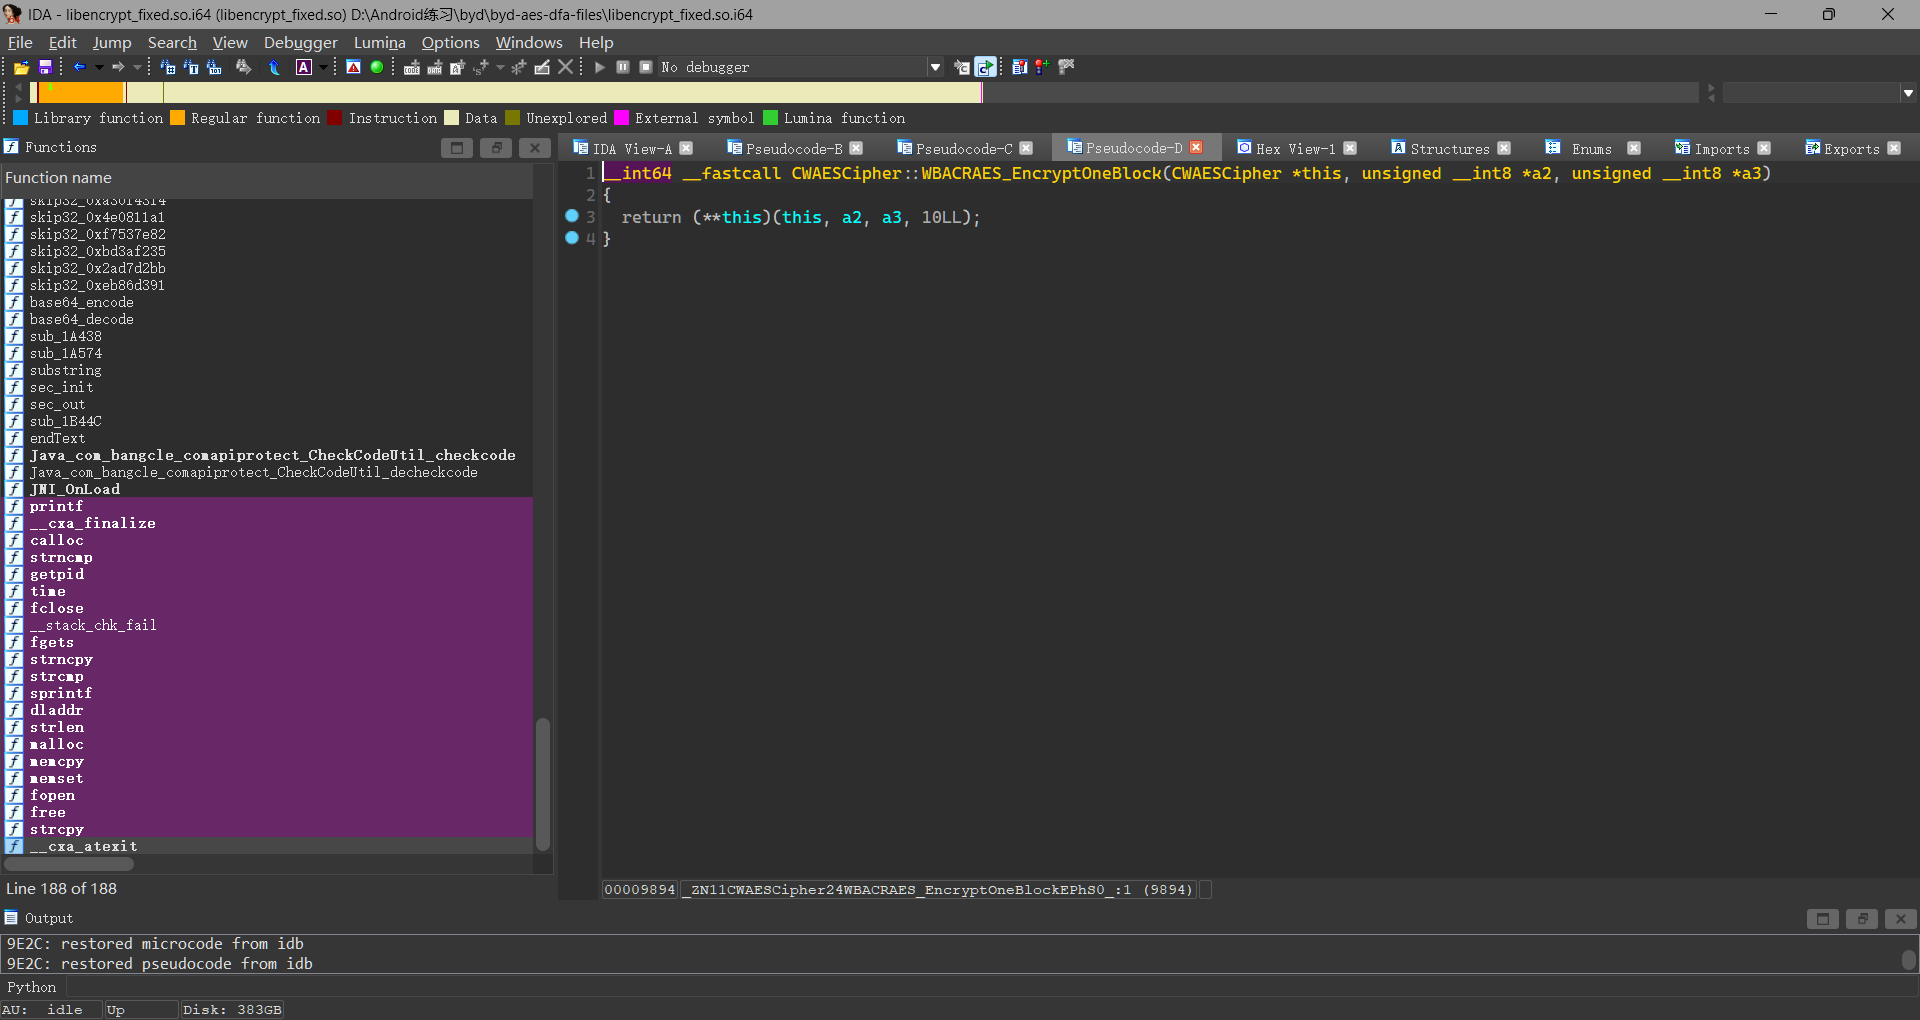 IDA - libencrypt_fixed.so.i64 (libencrypt_fixed.so) D:\Android练习\byd\byd-aes-dfa-files\libencrypt_fixed.so.i64
File Edit Jump Search View Debugger Lumina Options Windows Help
No debugger
Library function Regular function Instruction Data Unexplored External symbol Lumina function
Functions
IDA View-A Pseudocode-B Pseudocode-C Pseudocode-D Hex View-1 Structures Enums Imports Exports
Function name
skip32_0xa30f43f4
skip32_0x4e0811a1
skip32_0xf7537e82
skip32_0xbd3af235
skip32_0x2ad7d2bb
skip32_0xeb86d391
base64_encode
base64_decode
sub_1A438
sub_1A574
substring
sec_init
sec_out
sub_1B44C
endText
Java_com_bangcle_comapiprotect_CheckCodeUtil_checkcode
Java_com_bangcle_comapiprotect_CheckCodeUtil_decheckcode
JNI_OnLoad
printf
__cxa_finalize
calloc
strncmp
getpid
time
fclose
__stack_chk_fail
fgets
strncpy
strcmp
sprintf
dladdr
strlen
malloc
memcpy
memset
fopen
free
strcpy
__cxa_atexit
Line 188 of 188
1 __int64 __fastcall CWAESCipher::WBACRAES_EncryptOneBlock(CWAESCipher *this, unsigned __int8 *a2, unsigned __int8 *a3)
2 {
3 return (**this)(this, a2, a3, 10LL);
4 }
00009894 _ZN11CWAESCipher24WBACRAES_EncryptOneBlockEPhS0_:1 (9894)
Output
9E2C: restored microcode from idb
9E2C: restored pseudocode from idb
Python
AU: idle Up Disk: 383GB